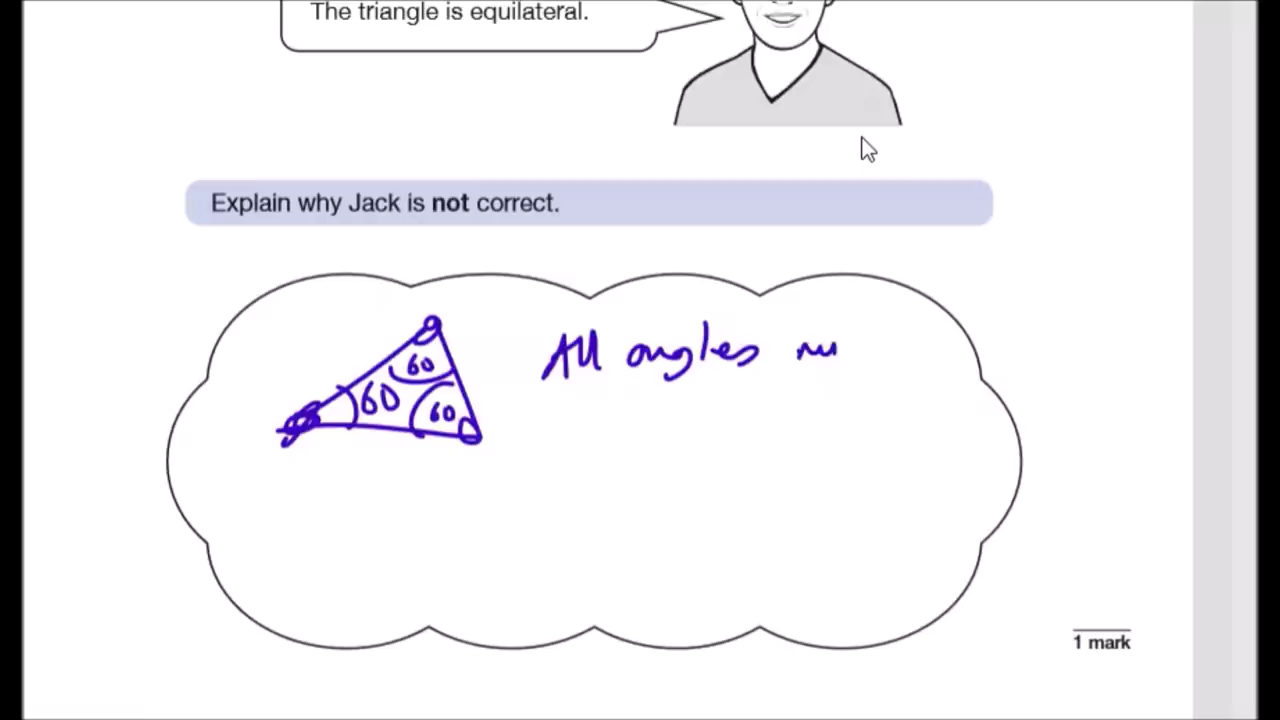 The triangle is equilateral.
Explain why Jack is not correct.
60
60
60
All angles
1 mark